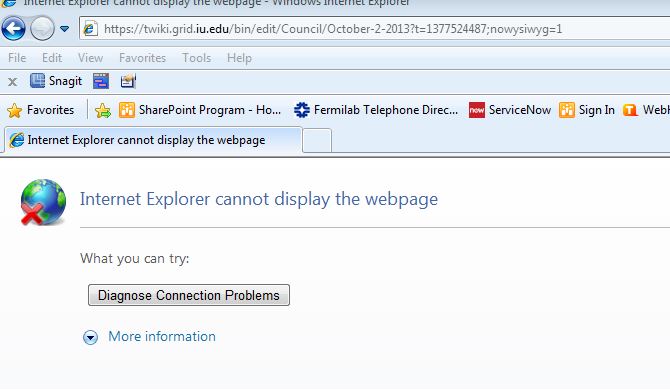 Internet Explorer cannot display the webpage - Windows Internet Explorer
https://twiki.grid.iu.edu/bin/edit/Council/October-2-2013?t=1377524487;nowysiwyg=1
File Edit View Favorites Tools Help
x Snagit
Favorites SharePoint Program - Ho... Fermilab Telephone Direc... new ServiceNow Sign In T
Internet Explorer cannot display the webpage
Internet Explorer cannot display the webpage
What you can try:
Diagnose Connection Problems
More information